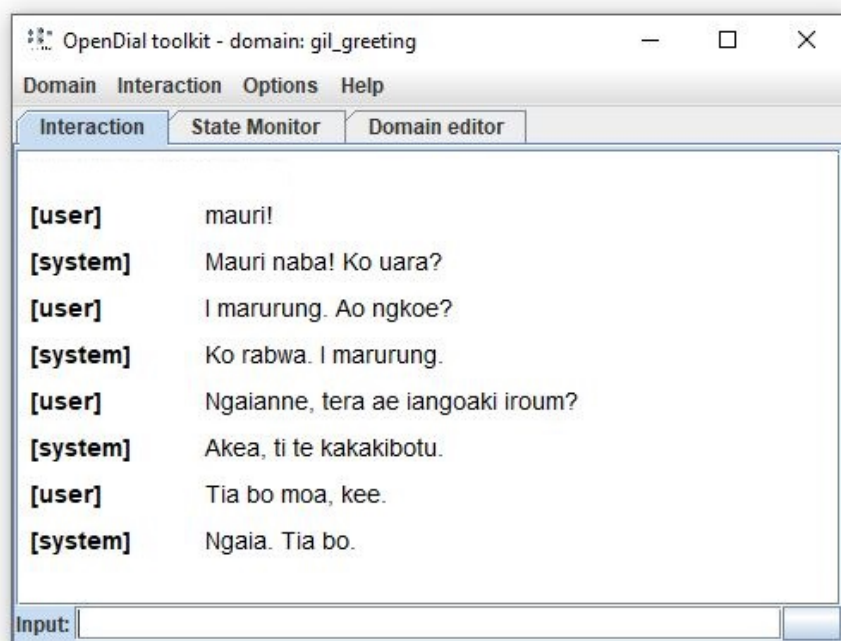 OpenDial toolkit - domain: gil_greeting
Domain Interaction Options Help
Interaction State Monitor Domain editor
[user] mauri!
[system] Mauri naba! Ko uara?
[user] I marurung. Ao ngkoe?
[system] Ko rabwa. I marurung.
[user] Ngaianne, tera ae iangoaki iroum?
[system] Akea, ti te kakakibotu.
[user] Tia bo moa, kee.
[system] Ngaia. Tia bo.
Input: